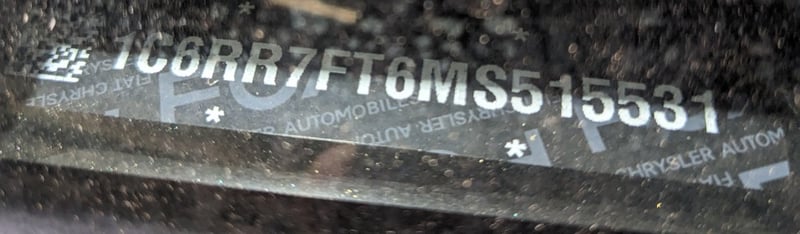 1C6RR7FT6MS515531
FIAT CHRYSLER AUTOMOBILES
CHRYSLER AUTOM